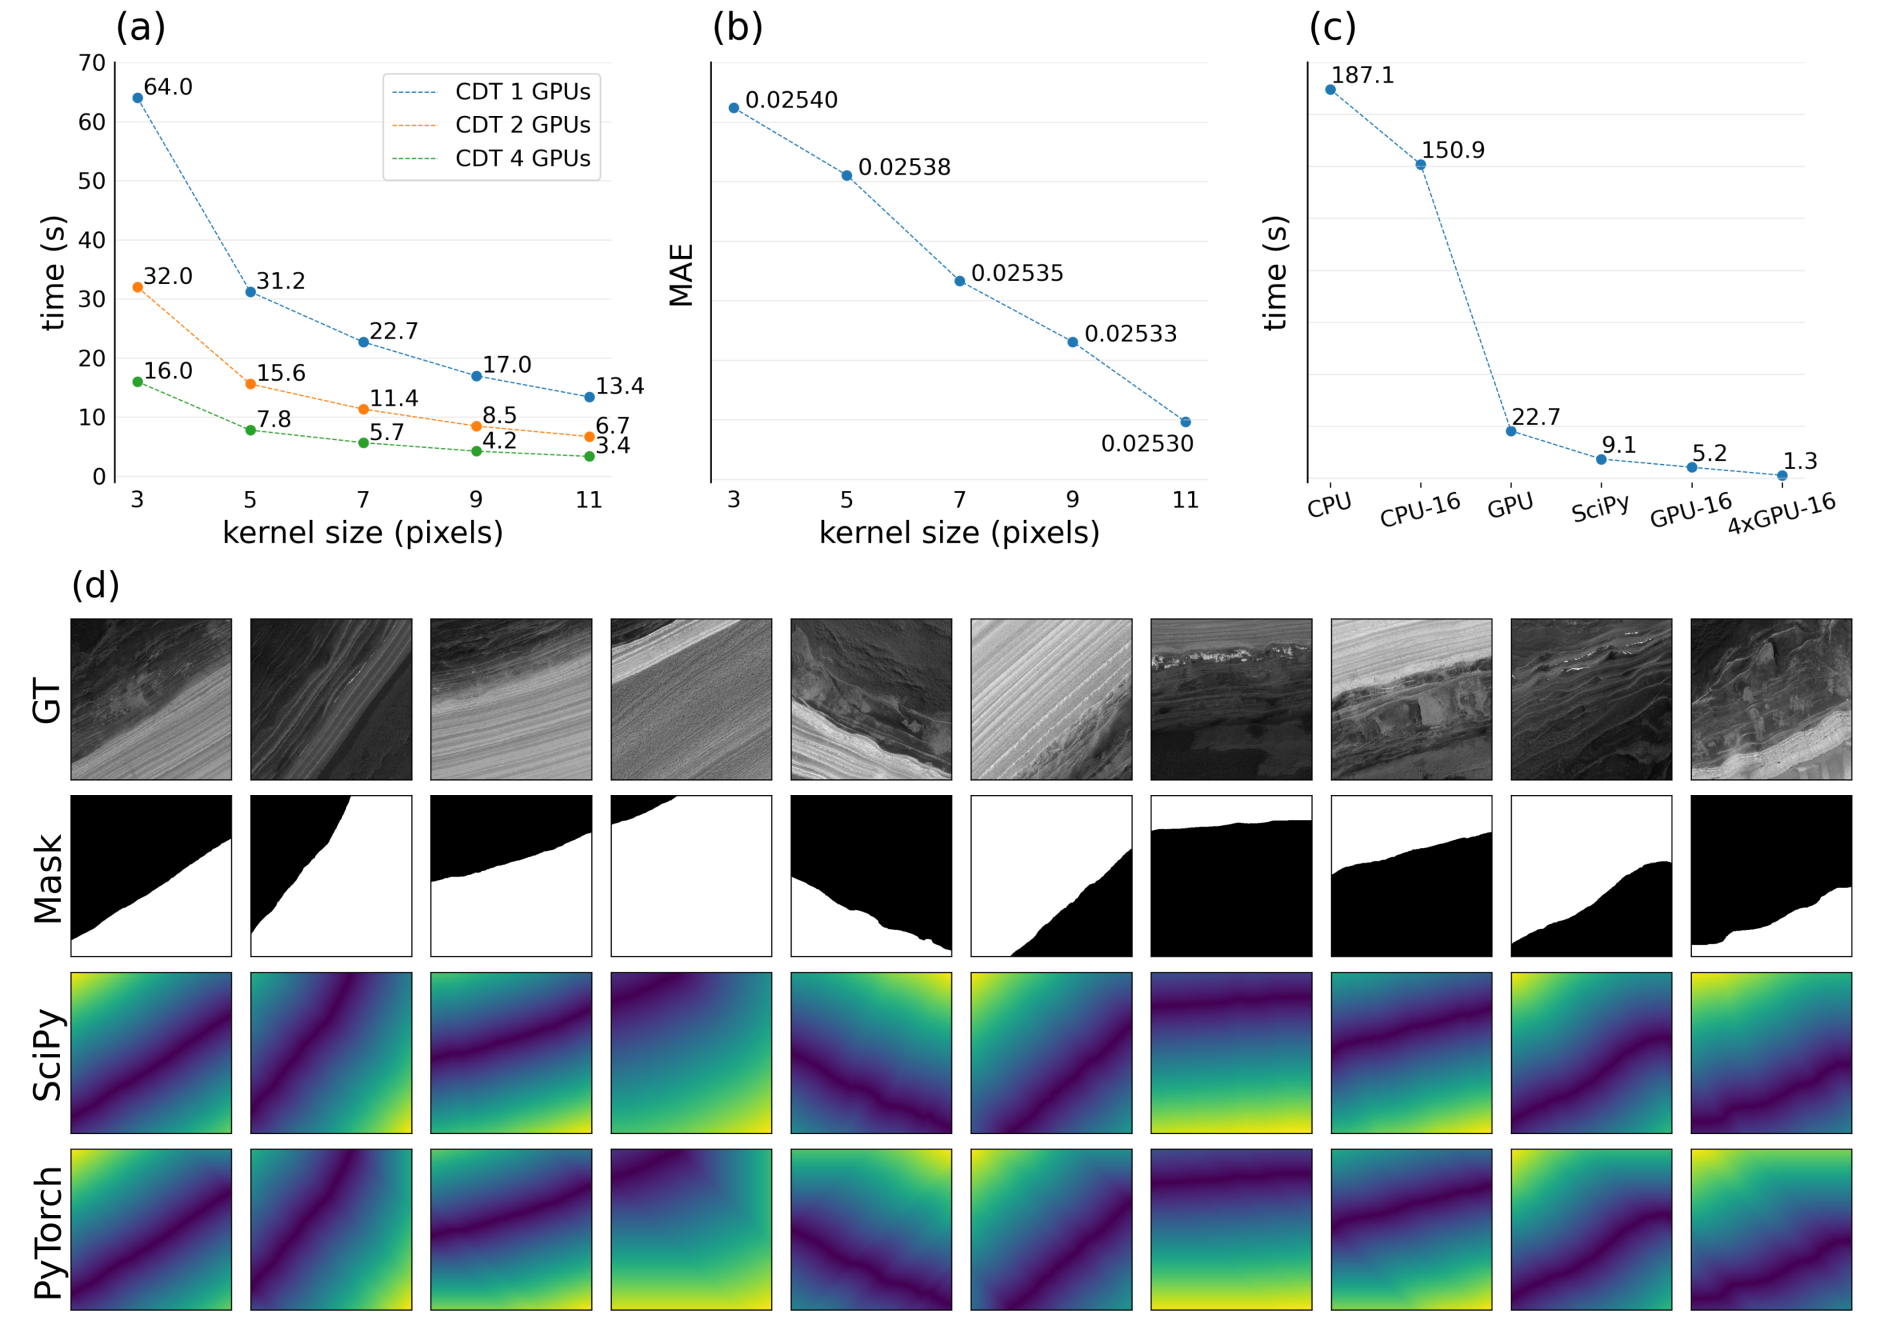 (a)
70
60
50
40
30
20
10
0
time (s)
64.0
31.2
22.7
17.0
13.4
32.0
15.6
11.4
8.5
6.7
16.0
7.8
5.7
4.2
3.4
CDT 1 GPUs
CDT 2 GPUs
CDT 4 GPUs
3 5 7 9 11
kernel size (pixels)
(b)
MAE
0.02540
0.02538
0.02535
0.02533
0.02530
3 5 7 9 11
kernel size (pixels)
(c)
time (s)
187.1
150.9
22.7
9.1
5.2
1.3
CPU CPU-16 GPU SciPy GPU-16 4xGPU-16
(d)
GT
Mask
SciPy
PyTorch